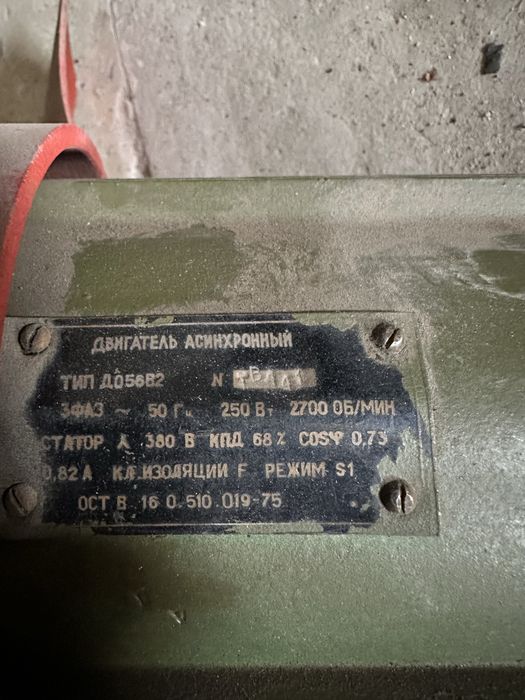 ДВИГАТЕЛЬ АСИНХРОННЫЙ
ТИП ДО56В2 N
3ФАЗ ~ 50 Гц 250 Вт 2700 ОБ/МИН
СТАТОР 380 В КПД 68% COSφ 0,73
0,82 А КЛ.ИЗОЛЯЦИИ F РЕЖИМ S1
ОСТ В 16 0.510 019-75